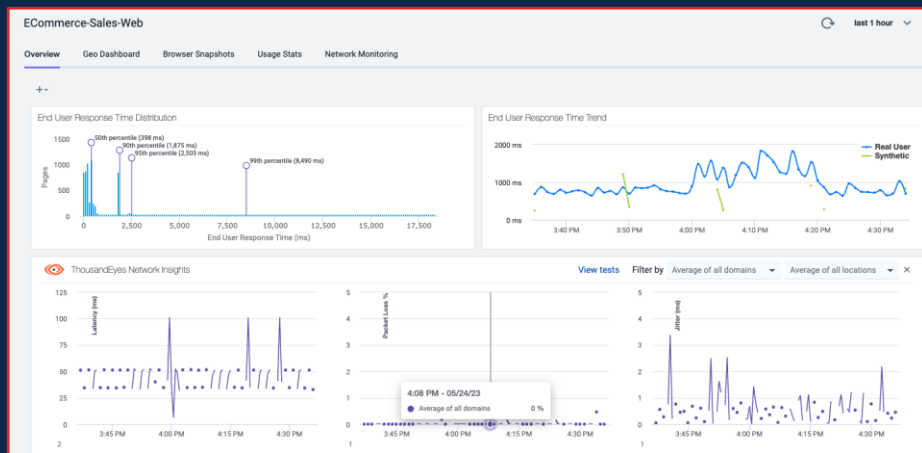 ECommerce-Sales-Web
last 1 hour
Overview Geo Dashboard Browser Snapshots Usage Stats Network Monitoring
+-
End User Response Time Distribution
1500
1000
500
0
Pages
50th percentile (398 ms)
90th percentile (1,875 ms)
95th percentile (2,503 ms)
99th percentile (8,490 ms)
0 2,500 5,000 7,500 10,000 12,500 15,000 17,500
End User Response Time (ms)
End User Response Time Trend
2000 ms
1000 ms
0 ms
Real User
Synthetic
3:40 PM 3:50 PM 4:00 PM 4:10 PM 4:20 PM 4:30 PM
ThousandEyes Network Insights
View tests Filter by Average of all domains Average of all locations ×
125
100
75
50
25
0
Latency (ms)
3:45 PM 4:00 PM 4:15 PM 4:30 PM
2
5
4
3
2
1
0
Packet Loss %
4:08 PM - 05/24/23
Average of all domains 0 %
3:45 PM 4:00 PM 4:15 PM 4:30 PM
1
5
4
3
2
1
0
Jitter (ms)
3:45 PM 4:00 PM 4:15 PM 4:30 PM
1